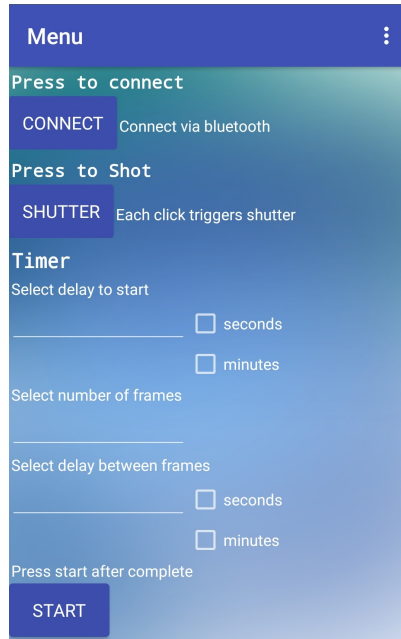 Menu
Press to connect
CONNECT Connect via bluetooth
Press to Shot
SHUTTER Each click triggers shutter
Timer
Select delay to start
seconds
minutes
Select number of frames
Select delay between frames
seconds
minutes
Press start after complete
START